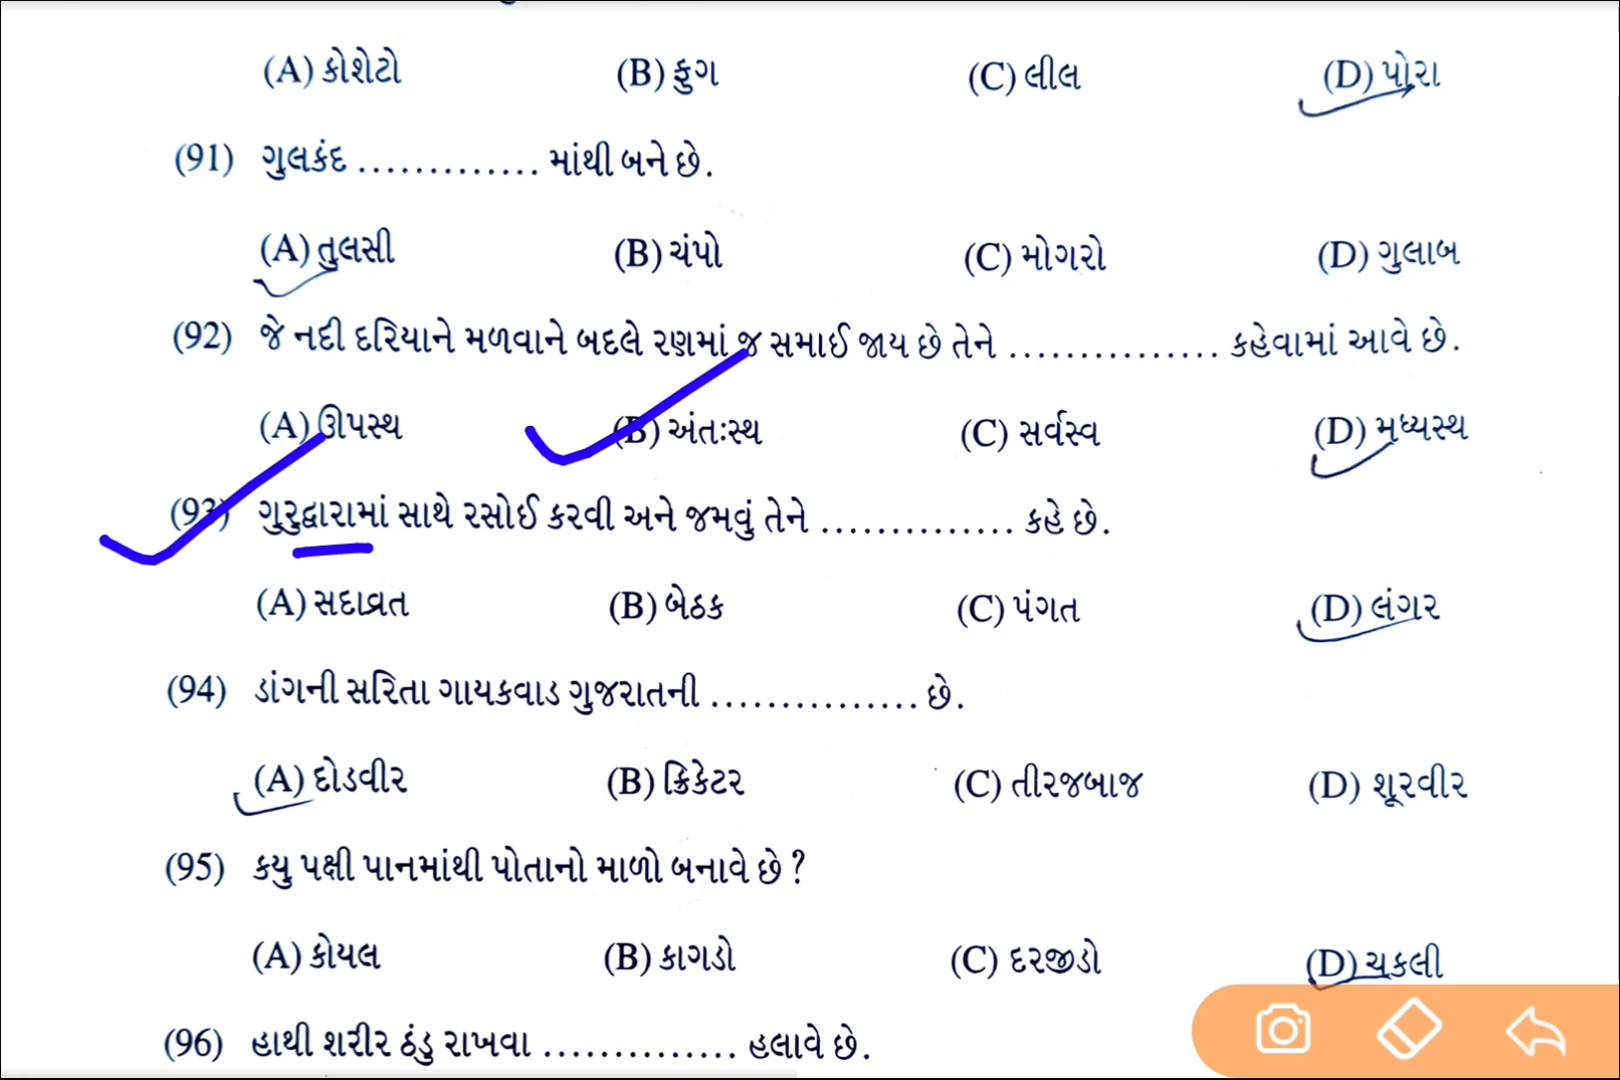 (A) કોશેટો (B) ફુગ (C) લીલ (D) પોરા
(91) ગુલકંદ ............. માંથી બને છે.
(A) તુલસી (B) ચંપો (C) મોગરો (D) ગુલાબ
(92) જે નદી દરિયાને મળવાને બદલે રણમાં જ સમાઈ જાય છે તેને ............... કહેવામાં આવે છે.
(A) ઊપસ્થ (B) અંતઃસ્થ (C) સર્વસ્વ (D) મધ્યસ્થ
(93) ગુરુદ્વારામાં સાથે રસોઈ કરવી અને જમવું તેને .............. કહે છે.
(A) સદાવ્રત (B) બેઠક (C) પંગત (D) લંગર
(94) ડાંગની સરિતા ગાયકવાડ ગુજરાતની ............... છે.
(A) દોડવીર (B) ક્રિકેટર (C) તીરજબાજ (D) શૂરવીર
(95) કયુ પક્ષી પાનમાંથી પોતાનો માળો બનાવે છે ?
(A) કોયલ (B) કાગડો (C) દરજીડો (D) ચકલી
(96) હાથી શરીર ઠંડુ રાખવા .............. હલાવે છે.